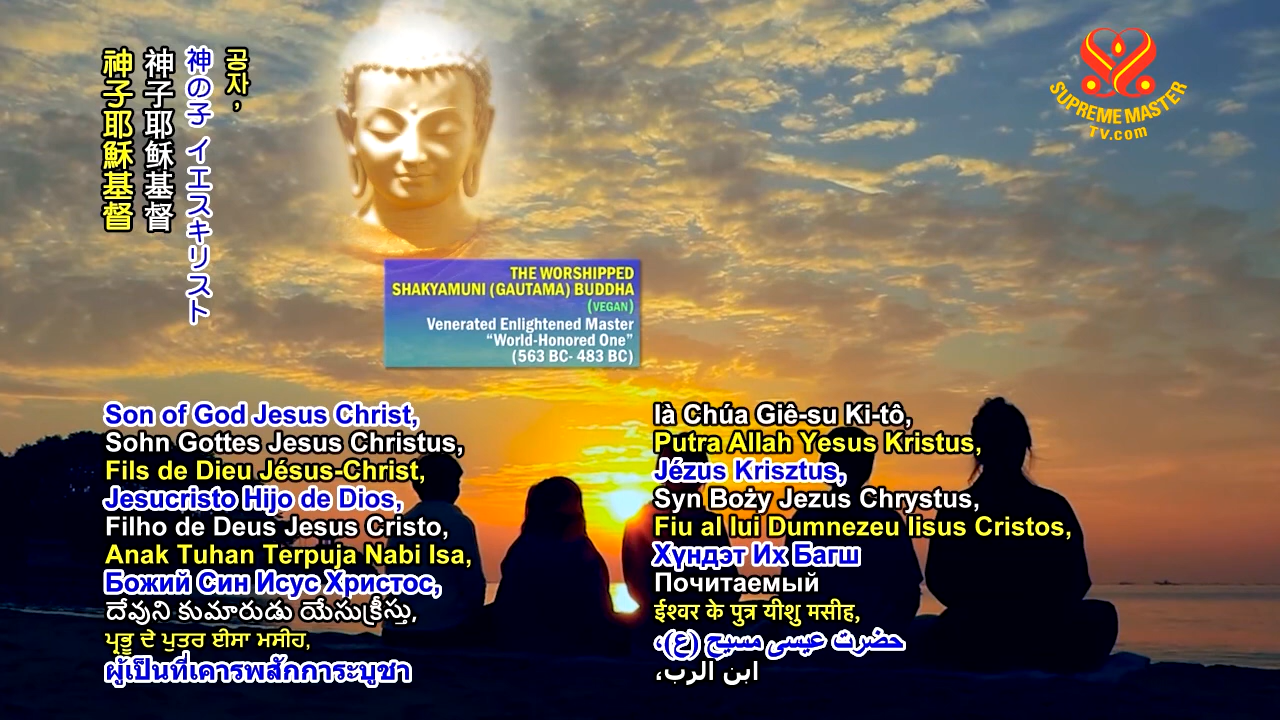 공자,
神の子 イエスキリスト
神子耶稣基督
神子耶穌基督
SUPREME MASTER
TV.com
THE WORSHIPPED
SHAKYAMUNI (GAUTAMA) BUDDHA
(VEGAN)
Venerated Enlightened Master
“World-Honored One”
(563 BC- 483 BC)
Son of God Jesus Christ,
Sohn Gottes Jesus Christus,
Fils de Dieu Jésus-Christ,
Jesucristo Hijo de Dios,
Filho de Deus Jesus Cristo,
Anak Tuhan Terpuja Nabi Isa,
Божий Син Исус Христос,
దేవుని కుమారుడు యేసుక్రీస్తు,
ਪ੍ਰਭੂ ਦੇ ਪੁਤਰ ਈਸਾ ਮਸੀਹ,
ผู้เป็นที่เคารพสักการะบูชา
là Chúa Giê-su Ki-tô,
Putra Allah Yesus Kristus,
Jézus Krisztus,
Syn Boży Jezus Chrystus,
Fiu al lui Dumnezeu Iisus Cristos,
Хүндэт Их Багш
Почитаемый
ईश्वर के पुत्र यीशु मसीह,
حضرت عیسی مسیح (ع)،
ابن الرب،